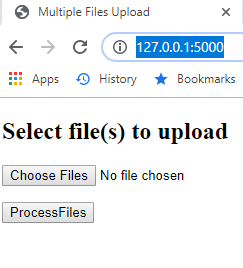 Multiple Files Upload
127.0.0.1:5000
Apps History Bookmarks
Select file(s) to upload
Choose Files No file chosen
ProcessFiles